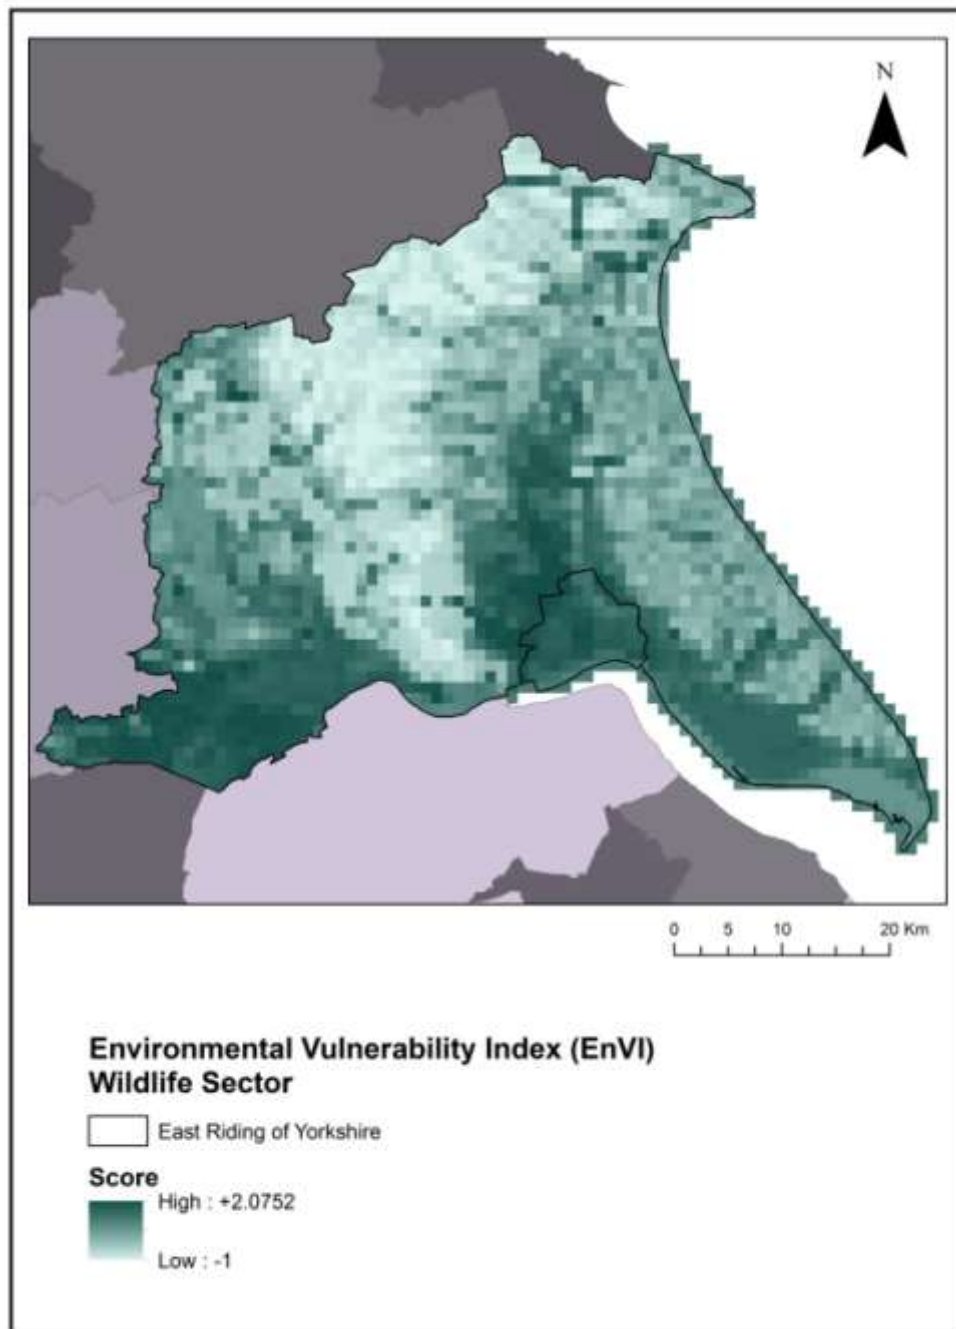 N
0 5 10 20 Km
Environmental Vulnerability Index (EnVI)
Wildlife Sector
East Riding of Yorkshire
Score
High : +2.0752
Low : -1